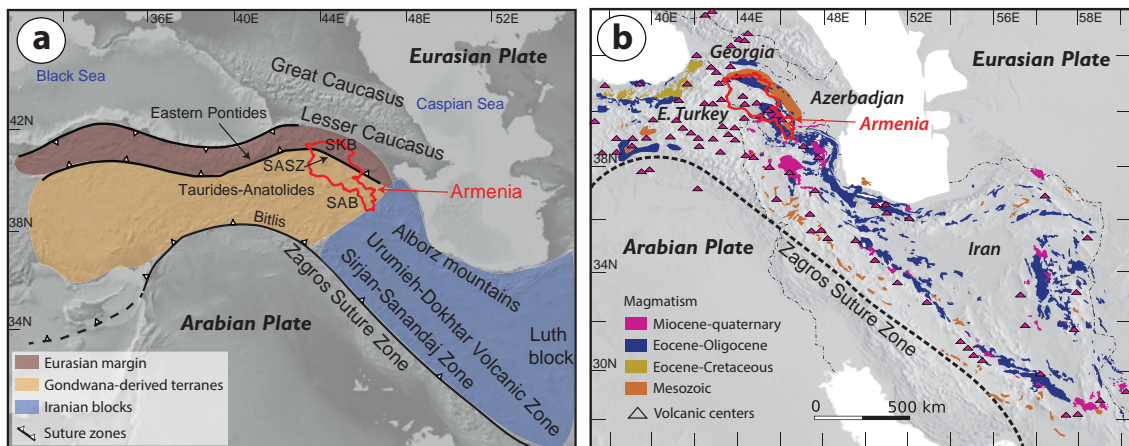 36E 40E 44E 48E 52E
a
Eurasian Plate
Black Sea
Great Caucasus
Caspian Sea
Eastern Pontides
42N
Lesser Caucasus
SKB
SASZ
Taurides-Anatolides
Armenia
SAB
38N
Bitlis
Alborz mountains
Urumieh-Dokhtar Volcanic Zone
Sirjan-Sanandaj Zone
Zagros Suture Zone
Arabian Plate
34N
Luth
block
Eurasian margin
Gondwana-derived terranes
Iranian blocks
Suture zones
40E 44E 48E 52E 56E 58E
b
Georgia
Eurasian Plate
Azerbadjan
E. Turkey
Armenia
38N
Iran
Arabian Plate
Zagros Suture Zone
34N
Magmatism
Miocene-quaternary
Eocene-Oligocene
Eocene-Cretaceous
30N
Mesozoic
Volcanic centers
0 500 km